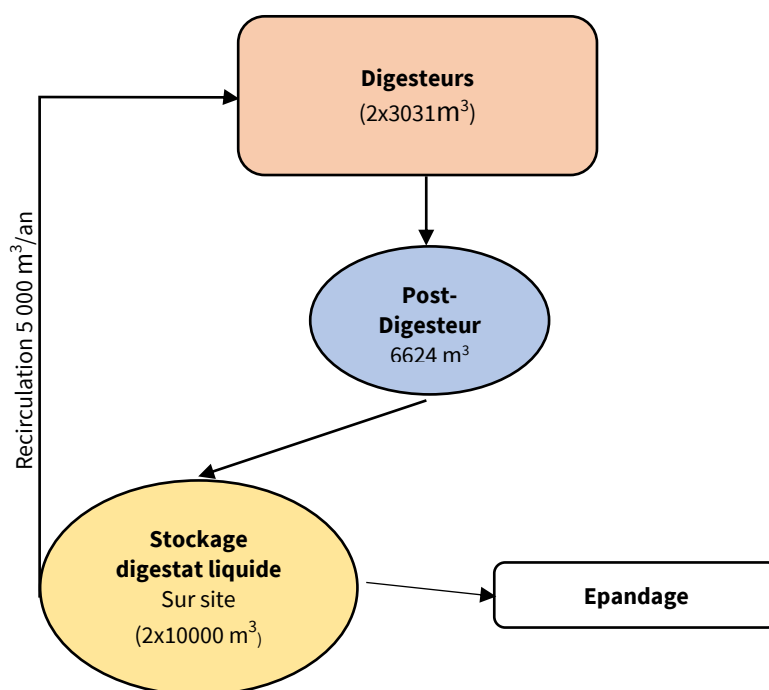 Digesteurs
(2x3031m³)
Recirculation 5 000 m³/an
Post-
Digesteur
6624 m³
Stockage
digestat liquide
Sur site
(2x10000 m³)
Epandage